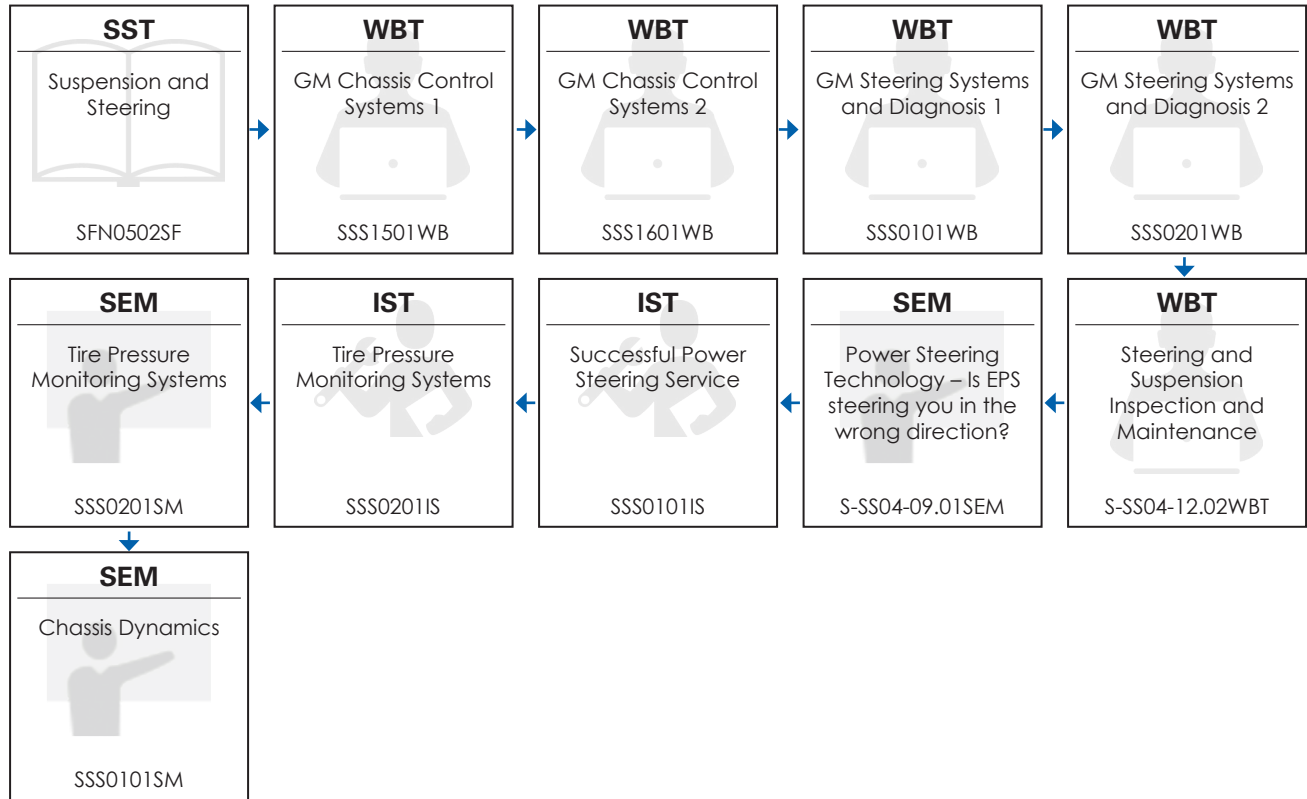 SST
Suspension and
Steering
SFN0502SF
WBT
GM Chassis Control
Systems 1
SSS1501WB
WBT
GM Chassis Control
Systems 2
SSS1601WB
WBT
GM Steering Systems
and Diagnosis 1
SSS0101WB
WBT
GM Steering Systems
and Diagnosis 2
SSS0201WB
WBT
Steering and
Suspension
Inspection and
Maintenance
S-SS04-12.02WBT
SEM
Power Steering
Technology – Is EPS
steering you in the
wrong direction?
S-SS04-09.01SEM
IST
Successful Power
Steering Service
SSS0101IS
IST
Tire Pressure
Monitoring Systems
SSS0201IS
SEM
Tire Pressure
Monitoring Systems
SSS0201SM
SEM
Chassis Dynamics
SSS0101SM